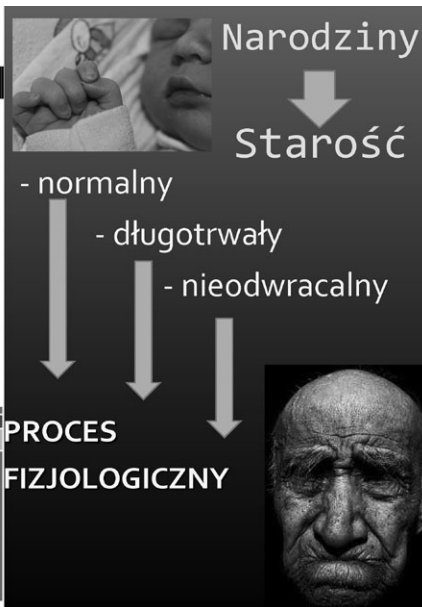 Narodziny
Starość
- normalny
- długotrwały
- nieodwracalny
PROCES
FIZJOLOGICZNY